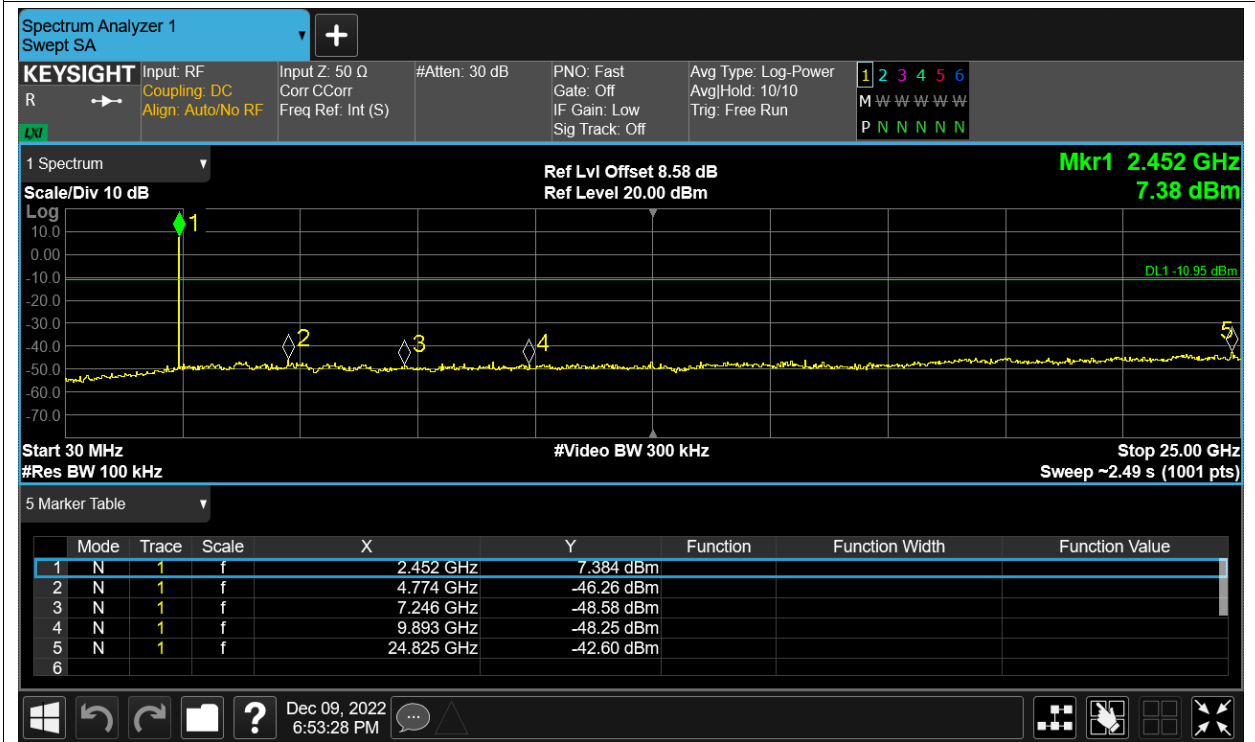 Spectrum Analyzer 1
Swept SA
+
KEYSIGHT
R
LXI
Input: RF
Coupling: DC
Align: Auto/No RF
Input Z: 50 Ω
Corr CCorr
Freq Ref: Int (S)
#Atten: 30 dB
PNO: Fast
Gate: Off
IF Gain: Low
Sig Track: Off
Avg Type: Log-Power
Avg|Hold: 10/10
Trig: Free Run
1 2 3 4 5 6
M W W W W W
P N N N N N
1 Spectrum
Scale/Div 10 dB
Ref Lvl Offset 8.58 dB
Ref Level 20.00 dBm
Mkr1 2.452 GHz
7.38 dBm
Log
10.0
0.00
-10.0
-20.0
-30.0
-40.0
-50.0
-60.0
-70.0
1
2
3
4
5
DL1 -10.95 dBm
Start 30 MHz
#Res BW 100 kHz
#Video BW 300 kHz
Stop 25.00 GHz
Sweep ~2.49 s (1001 pts)
5 Marker Table
Mode Trace Scale X Y Function Function Width Function Value
1 N 1 f 2.452 GHz 7.384 dBm
2 N 1 f 4.774 GHz -46.26 dBm
3 N 1 f 7.246 GHz -48.58 dBm
4 N 1 f 9.893 GHz -48.25 dBm
5 N 1 f 24.825 GHz -42.60 dBm
6
?
Dec 09, 2022
6:53:28 PM